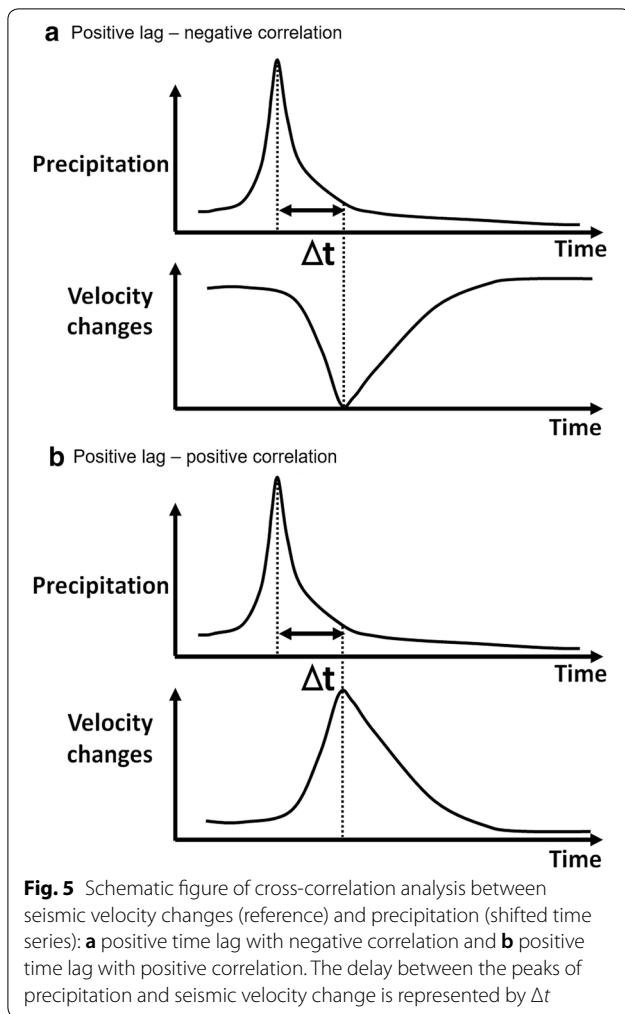 a Positive lag – negative correlation
Precipitation
Δt
Time
Velocity
changes
Time
b Positive lag – positive correlation
Precipitation
Δt
Time
Velocity
changes
Time
Fig. 5 Schematic figure of cross-correlation analysis between
seismic velocity changes (reference) and precipitation (shifted time
series): a positive time lag with negative correlation and b positive
time lag with positive correlation. The delay between the peaks of
precipitation and seismic velocity change is represented by Δt